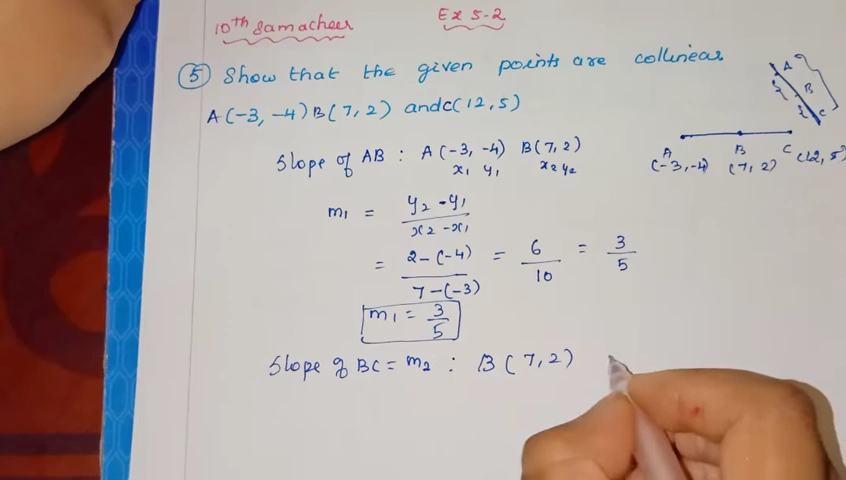 10th Samacheer Ex 5-2
⑤ Show that the given points are collinear
A(-3, -4) B(7, 2) and C(12, 5)
A
B
C
A B C
(-3, -4) (7, 2) (12, 5)
Slope of AB : A(-3, -4) B(7, 2)
x₁ y₁ x₂ y₂
m₁ = y₂ - y₁ / x₂ - x₁
= 2 - (-4) / 7 - (-3) = 6 / 10 = 3 / 5
m₁ = 3 / 5
Slope of BC = m₂ : B(7, 2)